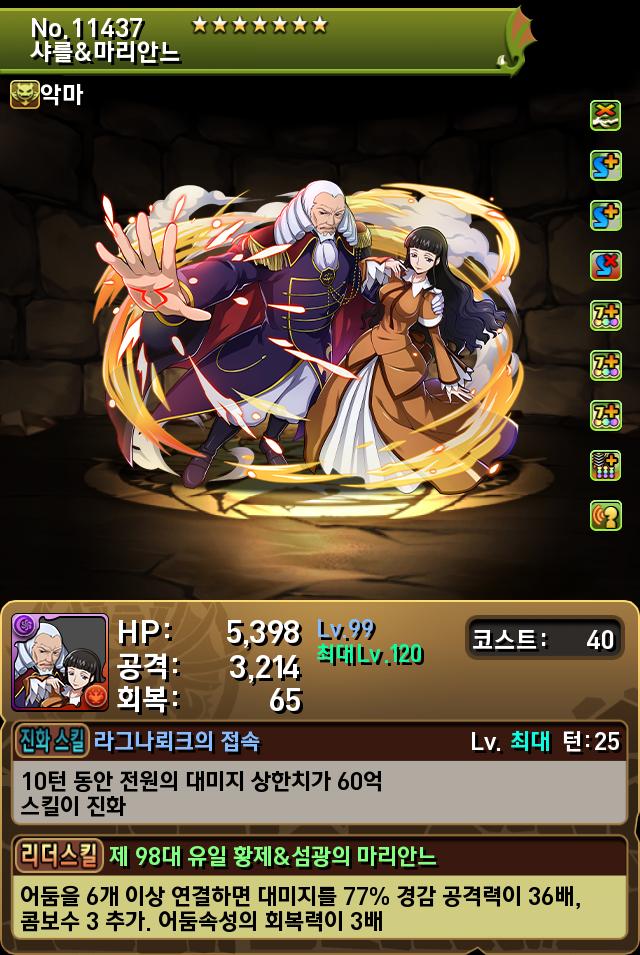 No.11437
샤를&마리안느
악마
HP: 5,398 Lv.99
최대Lv.120
공격: 3,214
회복: 65
코스트: 40
진화 스킬 라그나뢰크의 접속 Lv. 최대 턴:25
10턴 동안 전원의 대미지 상한치가 60억
스킬이 진화
리더스킬 제 98대 유일 황제&섬광의 마리안느
어둠을 6개 이상 연결하면 대미지를 77% 경감 공격력이 36배,
콤보수 3 추가. 어둠속성의 회복력이 3배